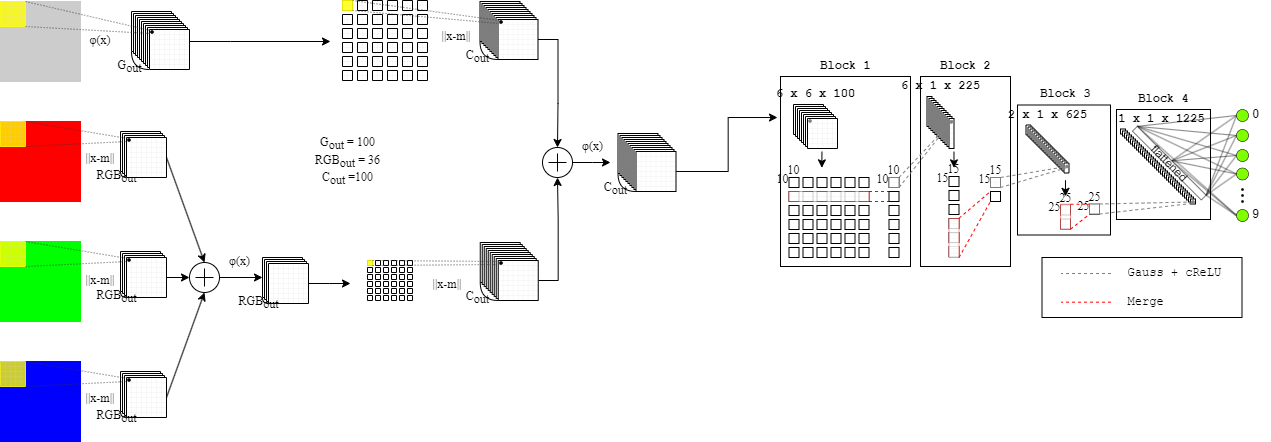 φ(x)
G_out
||x-m||
C_out
||x-m||
RGB_out
G_out = 100
RGB_out = 36
C_out =100
φ(x)
C_out
||x-m||
RGB_out
φ(x)
RGB_out
||x-m||
C_out
||x-m||
RGB_out
Block 1
6 x 6 x 100
10
10
10
10
Block 2
6 x 1 x 225
15
15
15
15
Block 3
2 x 1 x 625
25
25
25
25
Block 4
1 x 1 x 1225
flattened
0
9
Gauss + cReLU
Merge